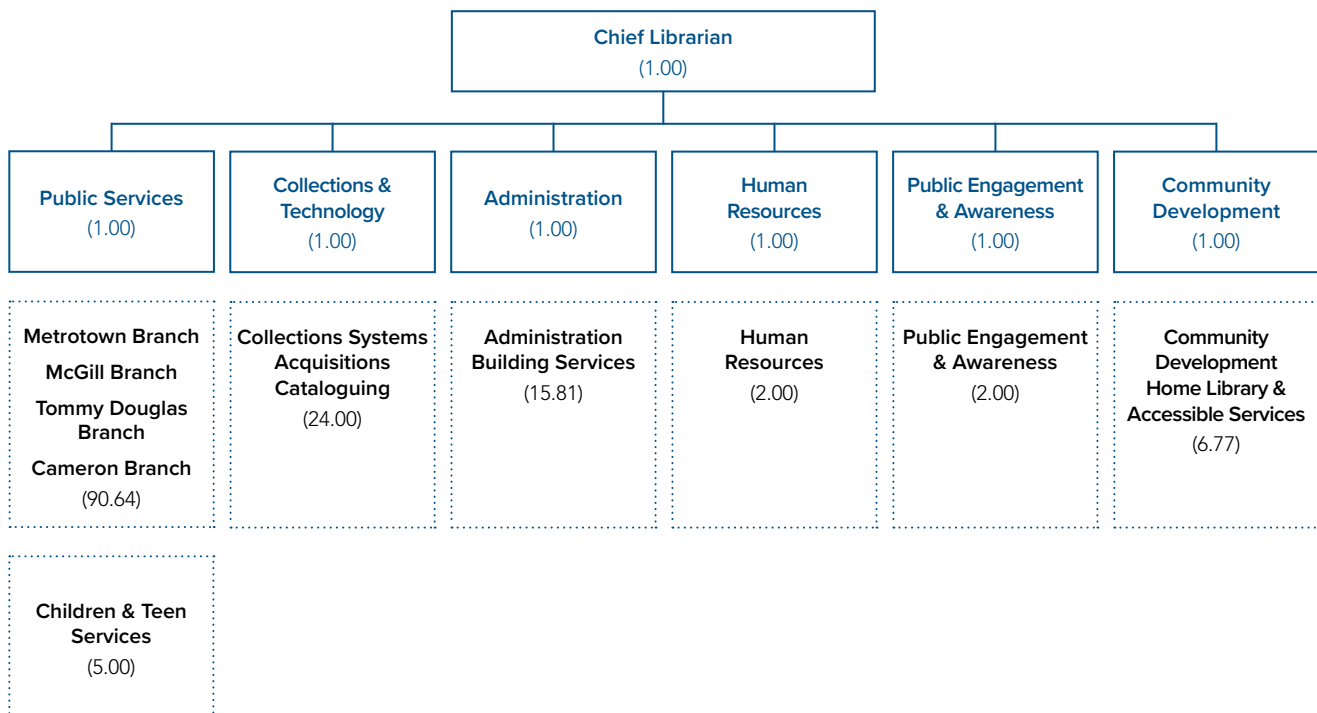 Chief Librarian
(1.00)
Public Services
(1.00)
Collections &
Technology
(1.00)
Administration
(1.00)
Human
Resources
(1.00)
Public Engagement
& Awareness
(1.00)
Community
Development
(1.00)
Metrotown Branch
McGill Branch
Tommy Douglas
Branch
Cameron Branch
(90.64)
Collections Systems
Acquisitions
Cataloguing
(24.00)
Administration
Building Services
(15.81)
Human
Resources
(2.00)
Public Engagement
& Awareness
(2.00)
Community
Development
Home Library &
Accessible Services
(6.77)
Children & Teen
Services
(5.00)